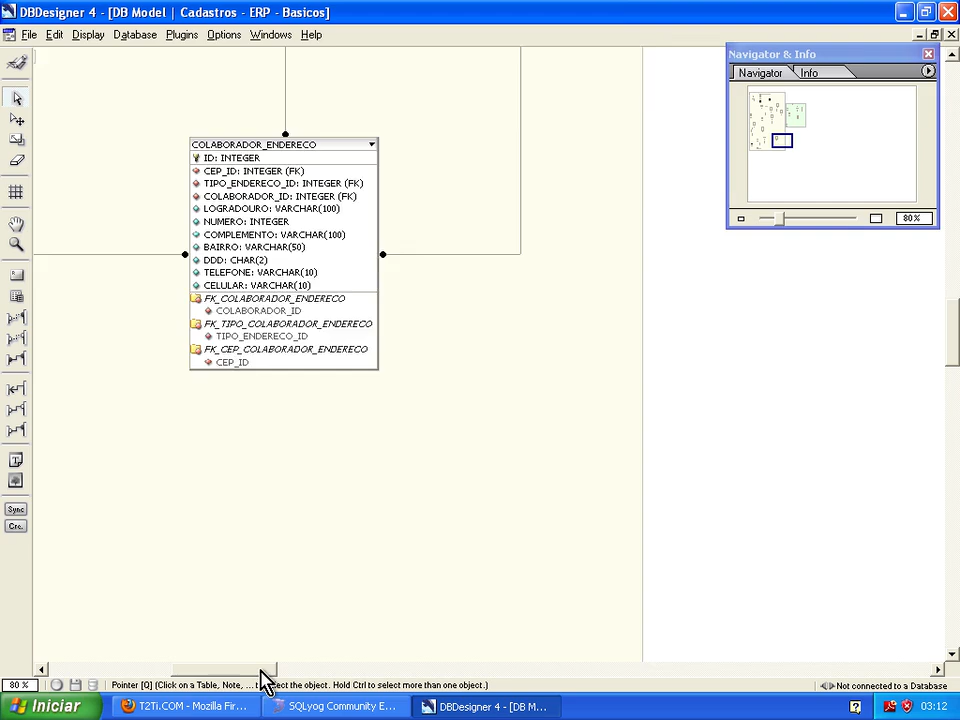 DBDesigner 4 - [DB Model | Cadastros - ERP - Basicos]
File Edit Display Database Plugins Options Windows Help
Navigator & Info
Navigator Info
80%
COLABORADOR_ENDERECO
ID: INTEGER
CEP_ID: INTEGER (FK)
TIPO_ENDERECO_ID: INTEGER (FK)
COLABORADOR_ID: INTEGER (FK)
LOGRADOURO: VARCHAR(100)
NUMERO: INTEGER
COMPLEMENTO: VARCHAR(100)
BAIRRO: VARCHAR(50)
DDD: CHAR(2)
TELEFONE: VARCHAR(10)
CELULAR: VARCHAR(10)
FK_COLABORADOR_ENDERECO
COLABORADOR_ID
FK_TIPO_COLABORADOR_ENDERECO
TIPO_ENDERECO_ID
FK_CEP_COLABORADOR_ENDERECO
CEP_ID
Sync
Cre.
80 % Pointer [Q] (Click on a Table, Note, ... ect the object. Hold Ctrl to select more than one object.) Not connected to a Database
Iniciar T2Ti.COM - Mozilla Fir... SQLyog Community E... DBDesigner 4 - [DB M... 03:12